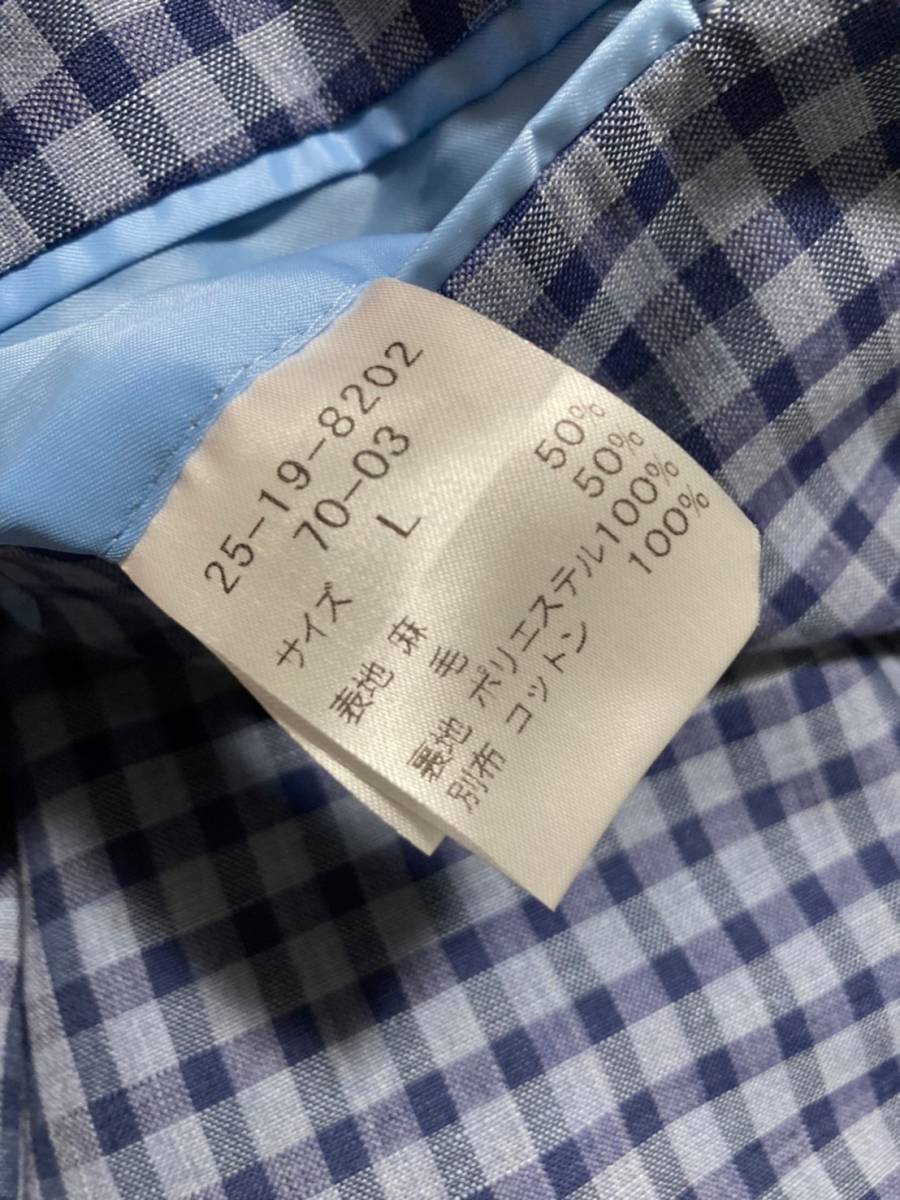 25-19-8202
70-03
サイズ L
表地 麻 50%
毛 50%
裏地 ポリエステル100%
別布 コットン 100%